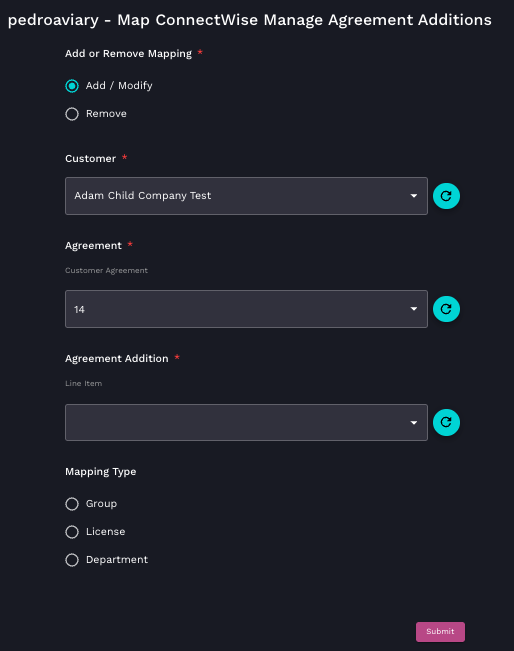 pedroaviary - Map ConnectWise Manage Agreement Additions
Add or Remove Mapping *
Add / Modify
Remove
Customer *
Adam Child Company Test
Agreement *
Customer Agreement
14
Agreement Addition *
Line Item
Mapping Type
Group
License
Department
Submit